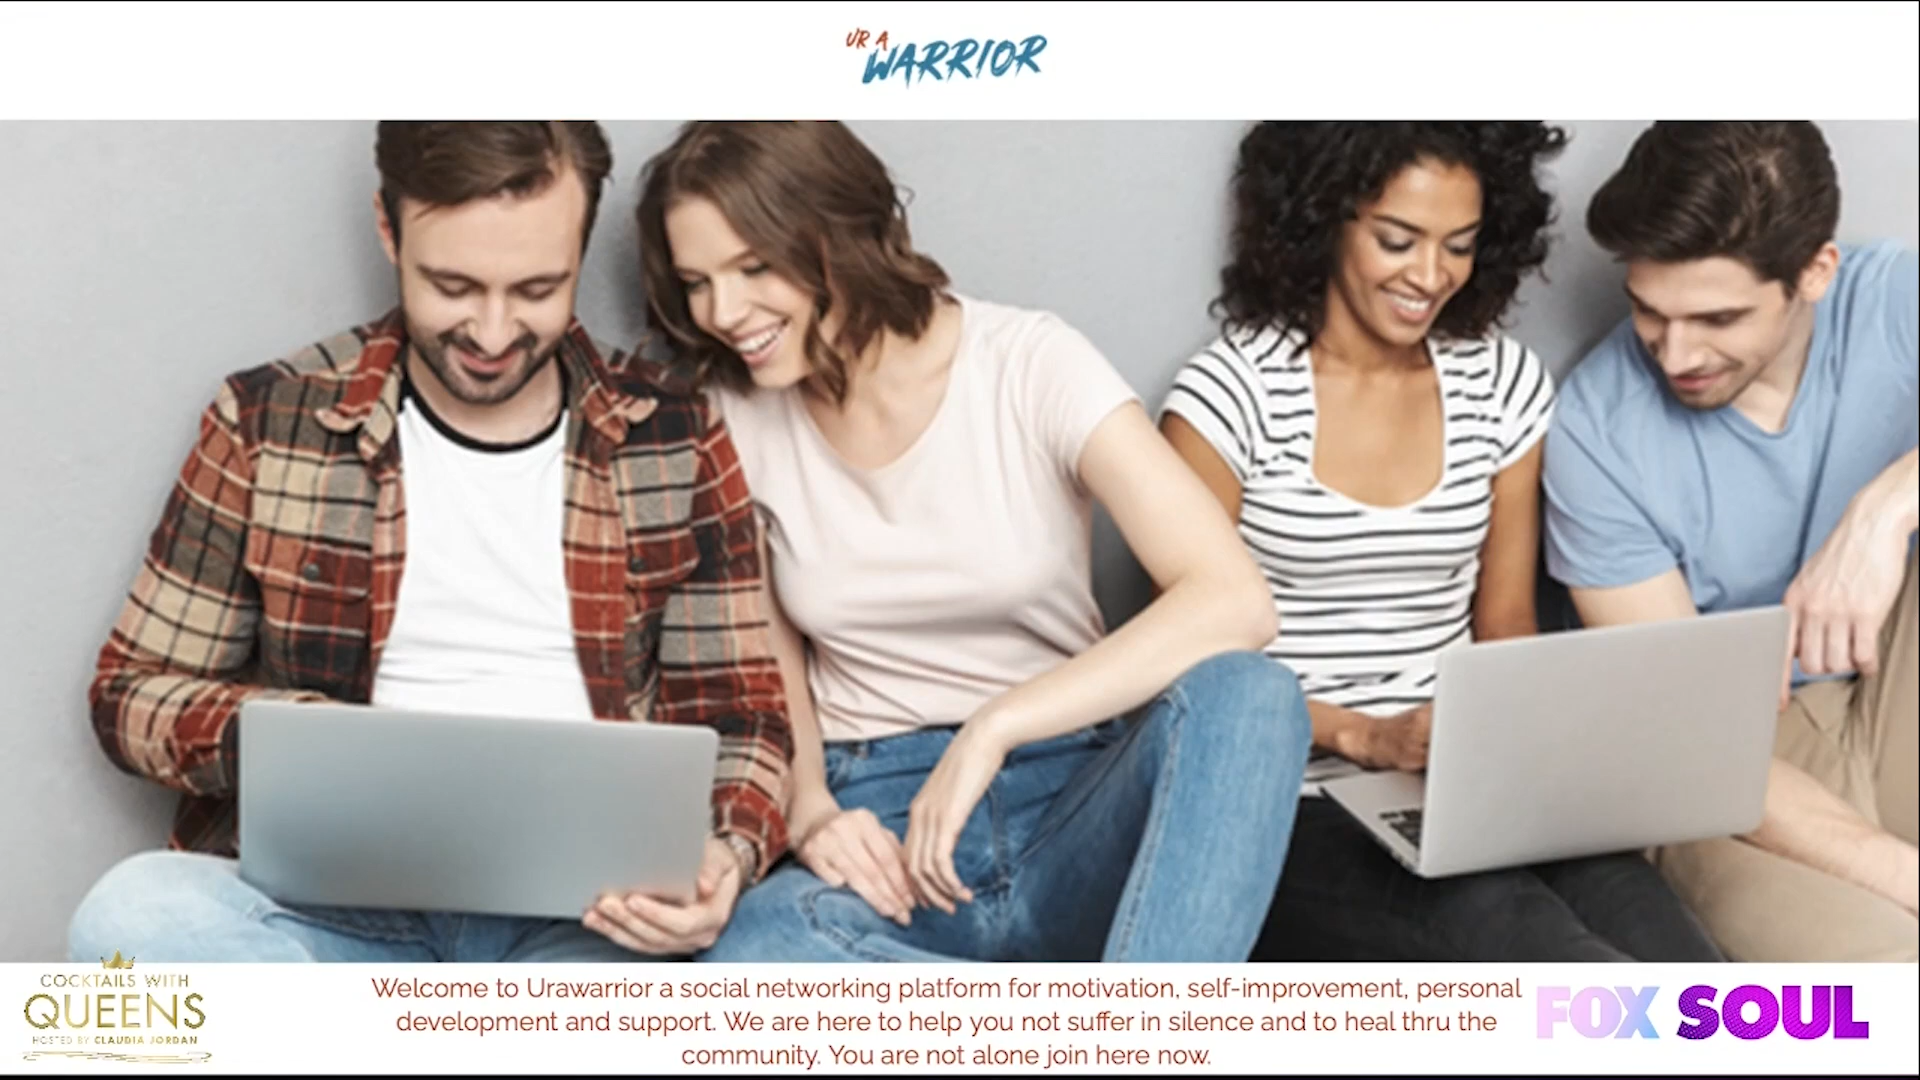 UR A
WARRIOR
COCKTAILS WITH
QUEENS
HOSTED BY CLAUDIA JORDAN
Welcome to Urawarrior a social networking platform for motivation, self-improvement, personal
development and support. We are here to help you not suffer in silence and to heal thru the
community. You are not alone join here now.
FOX SOUL